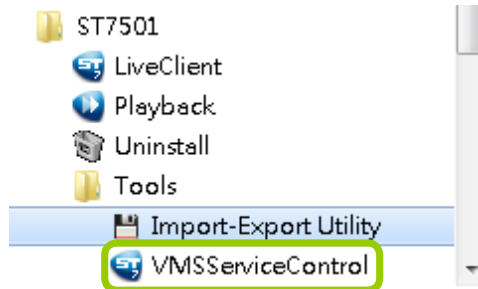 ST7501
LiveClient
Playback
Uninstall
Tools
Import-Export Utility
VMSServiceControl